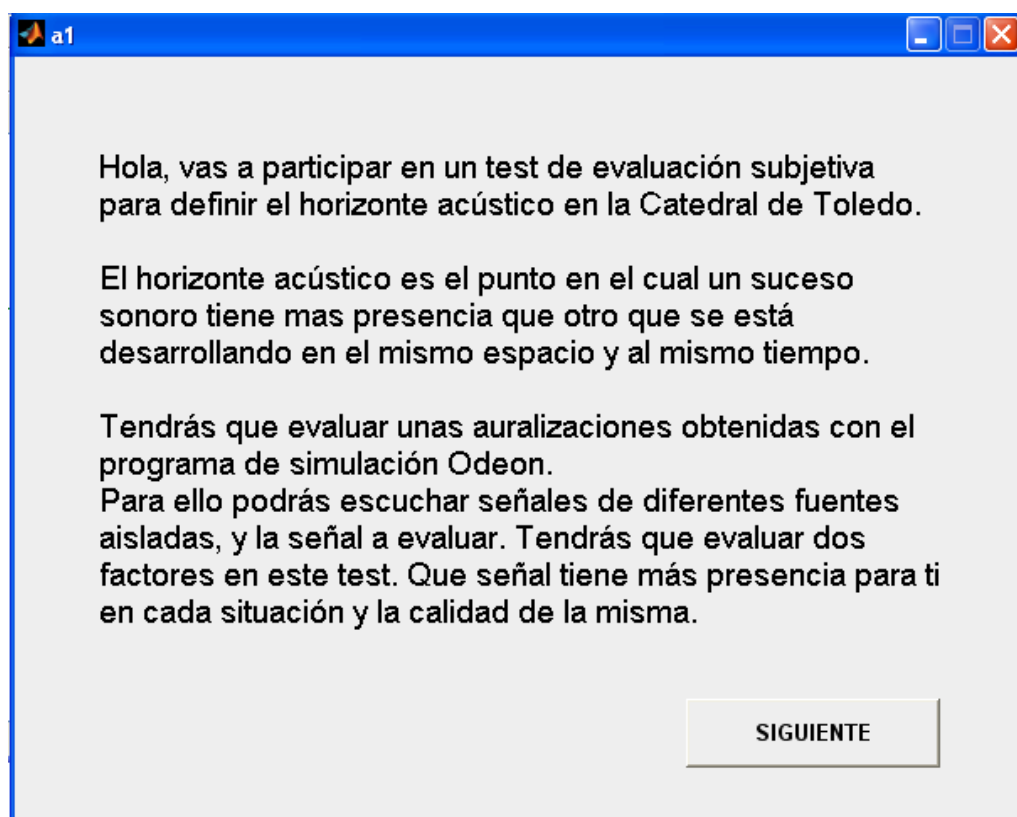 a1
Hola, vas a participar en un test de evaluación subjetiva
para definir el horizonte acústico en la Catedral de Toledo.
El horizonte acústico es el punto en el cual un suceso
sonoro tiene mas presencia que otro que se está
desarrollando en el mismo espacio y al mismo tiempo.
Tendrás que evaluar unas auralizaciones obtenidas con el
programa de simulación Odeon.
Para ello podrás escuchar señales de diferentes fuentes
aisladas, y la señal a evaluar. Tendrás que evaluar dos
factores en este test. Que señal tiene más presencia para ti
en cada situación y la calidad de la misma.
SIGUIENTE